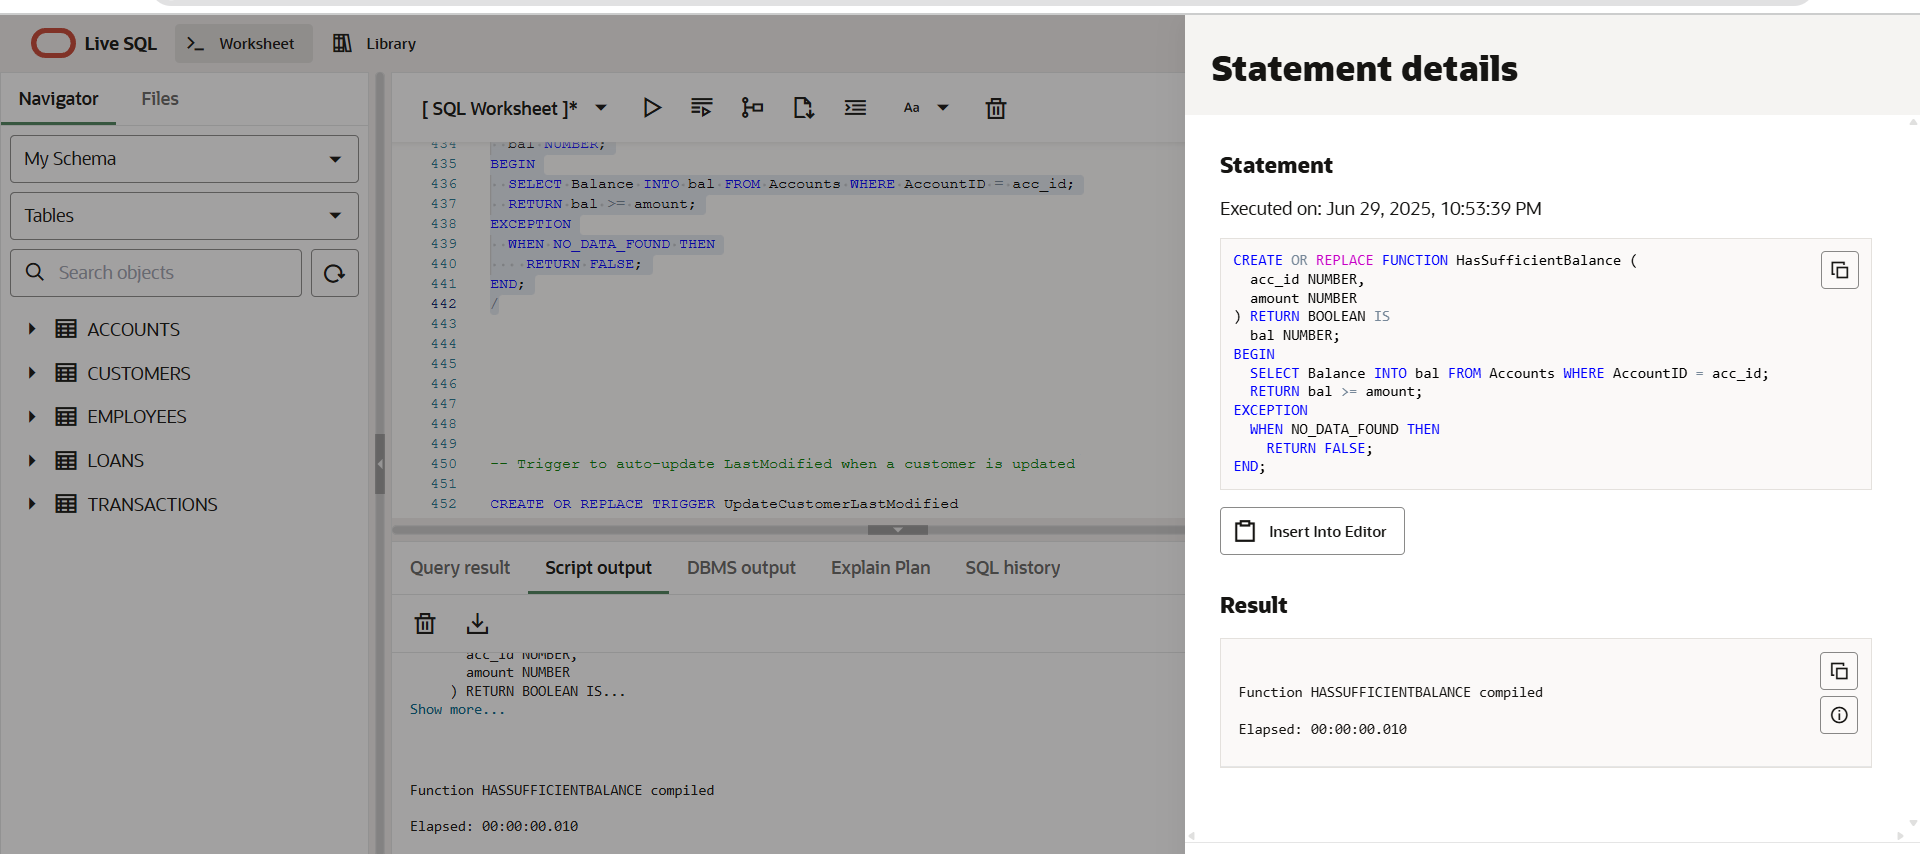 Live SQL
Worksheet
Library
Navigator
Files
My Schema
Tables
Search objects
ACCOUNTS
CUSTOMERS
EMPLOYEES
LOANS
TRANSACTIONS
[ SQL Worksheet ]*
Aa
434 bal NUMBER;
435 BEGIN
436 SELECT Balance INTO bal FROM Accounts WHERE AccountID = acc_id;
437 RETURN bal >= amount;
438 EXCEPTION
439 WHEN NO_DATA_FOUND THEN
440 RETURN FALSE;
441 END;
442 /
443
444
445
446
447
448
449
450 -- Trigger to auto-update LastModified when a customer is updated
451
452 CREATE OR REPLACE TRIGGER UpdateCustomerLastModified
Query result
Script output
DBMS output
Explain Plan
SQL history
acc_id NUMBER,
amount NUMBER
) RETURN BOOLEAN IS...
Show more...
Function HASSUFFICIENTBALANCE compiled
Elapsed: 00:00:00.010
Statement details
Statement
Executed on: Jun 29, 2025, 10:53:39 PM
CREATE OR REPLACE FUNCTION HasSufficientBalance (
acc_id NUMBER,
amount NUMBER
) RETURN BOOLEAN IS
bal NUMBER;
BEGIN
SELECT Balance INTO bal FROM Accounts WHERE AccountID = acc_id;
RETURN bal >= amount;
EXCEPTION
WHEN NO_DATA_FOUND THEN
RETURN FALSE;
END;
Insert Into Editor
Result
Function HASSUFFICIENTBALANCE compiled
Elapsed: 00:00:00.010